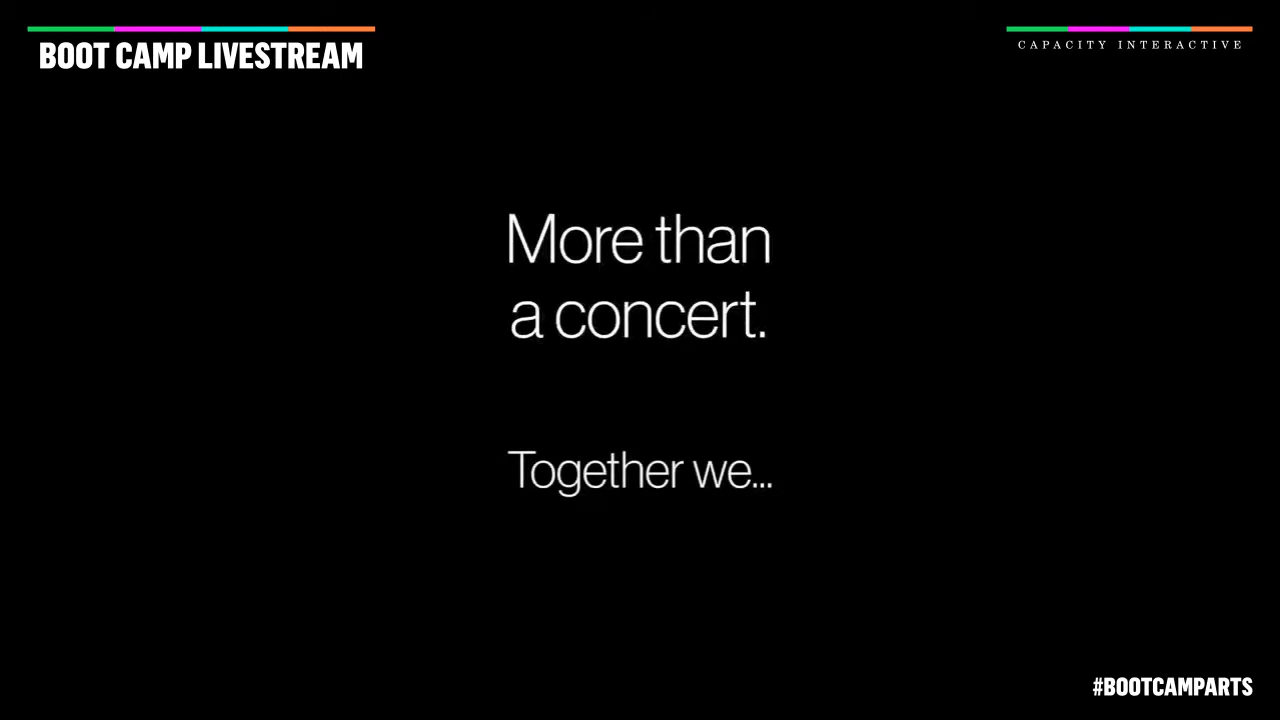 BOOT CAMP LIVESTREAM
CAPACITY INTERACTIVE
More than
a concert.
Together we...
#BOOTCAMPARTS